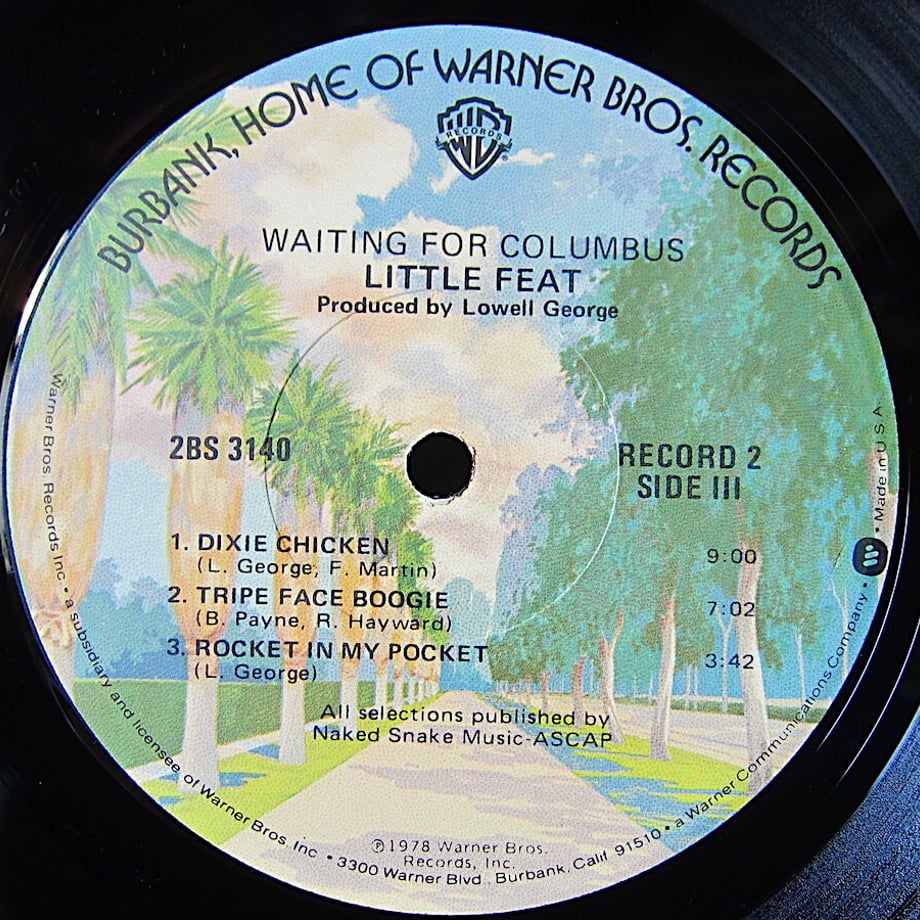 BURBANK, HOME OF WARNER BROS. RECORDS
WB
RECORDS
WAITING FOR COLUMBUS
LITTLE FEAT
Produced by Lowell George
2BS 3140
RECORD 2
SIDE III
1. DIXIE CHICKEN 9:00
(L. George, F. Martin)
2. TRIPE FACE BOOGIE 7:02
(B. Payne, R. Hayward)
3. ROCKET IN MY POCKET 3:42
(L. George)
All selections published by
Naked Snake Music-ASCAP
℗1978 Warner Bros.
Records, Inc.
Warner Bros. Records Inc. • a subsidiary and licensee of Warner Bros. Inc. • 3300 Warner Blvd., Burbank, Calif. 91510 • a Warner Communications Company • Made in U.S.A.